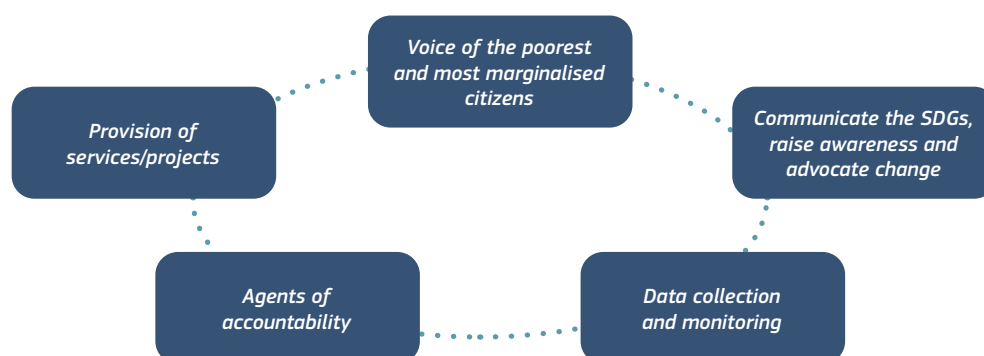 Voice of the poorest
and most marginalised
citizens
Provision of
services/projects
Communicate the SDGs,
raise awareness and
advocate change
Agents of
accountability
Data collection
and monitoring